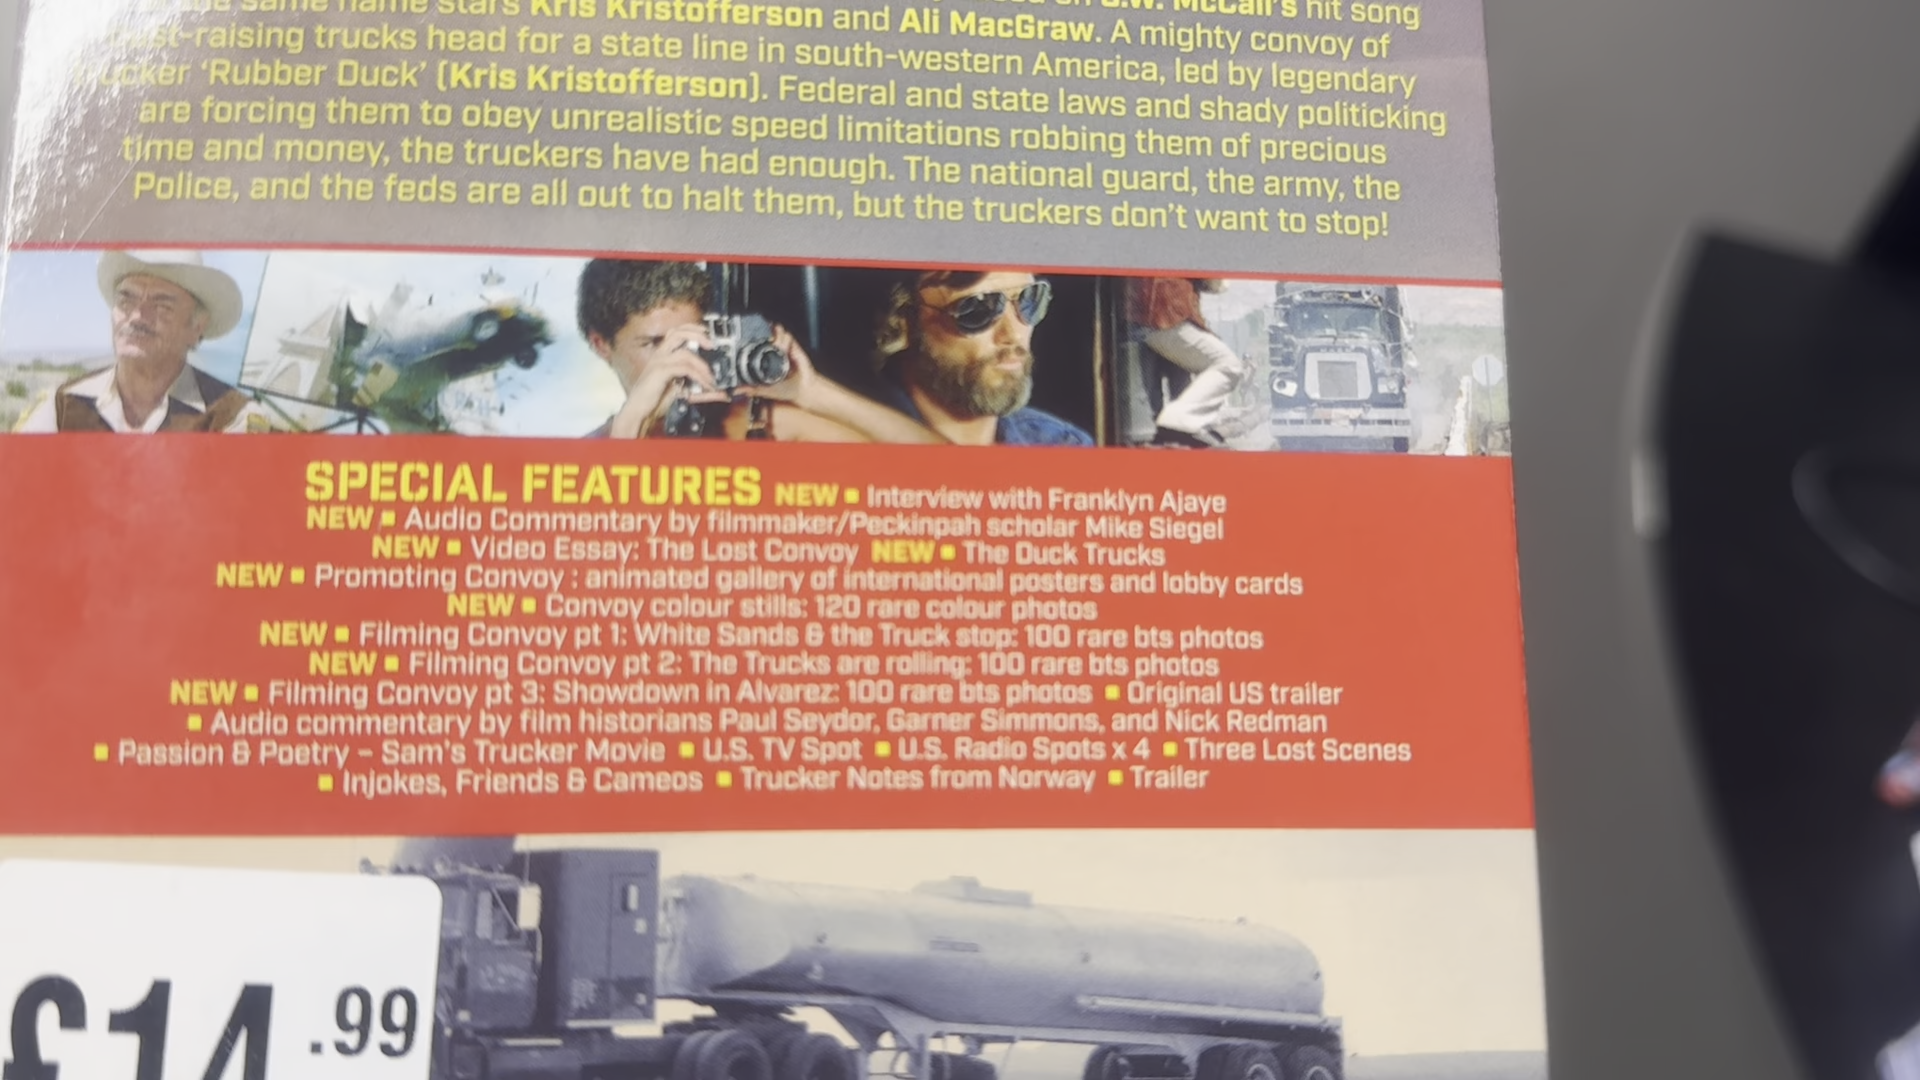 the same name stars Kris Kristofferson and Ali MacGraw. A mighty convoy of
on C.W. McCall's hit song
-raising trucks head for a state line in south-western America, led by legendary
'Rubber Duck' (Kris Kristofferson). Federal and state laws and shady politicking
are forcing them to obey unrealistic speed limitations robbing them of precious
time and money, the truckers have had enough. The national guard, the army, the
Police, and the feds are all out to halt them, but the truckers don't want to stop!
SPECIAL FEATURES NEW ▪ Interview with Franklyn Ajaye
NEW ▪ Audio Commentary by filmmaker/Peckinpah scholar Mike Siegel
NEW ▪ Video Essay: The Lost Convoy NEW ▪ The Duck Trucks
NEW ▪ Promoting Convoy : animated gallery of international posters and lobby cards
NEW ▪ Convoy colour stills: 120 rare colour photos
NEW ▪ Filming Convoy pt 1: White Sands & the Truck stop: 100 rare bts photos
NEW ▪ Filming Convoy pt 2: The Trucks are rolling: 100 rare bts photos
NEW ▪ Filming Convoy pt 3: Showdown in Alvarez: 100 rare bts photos ▪ Original US trailer
▪ Audio commentary by film historians Paul Seydor, Garner Simmons, and Nick Redman
▪ Passion & Poetry – Sam's Trucker Movie ▪ U.S. TV Spot ▪ U.S. Radio Spots x 4 ▪ Three Lost Scenes
▪ Injokes, Friends & Cameos ▪ Trucker Notes from Norway ▪ Trailer
£14.99